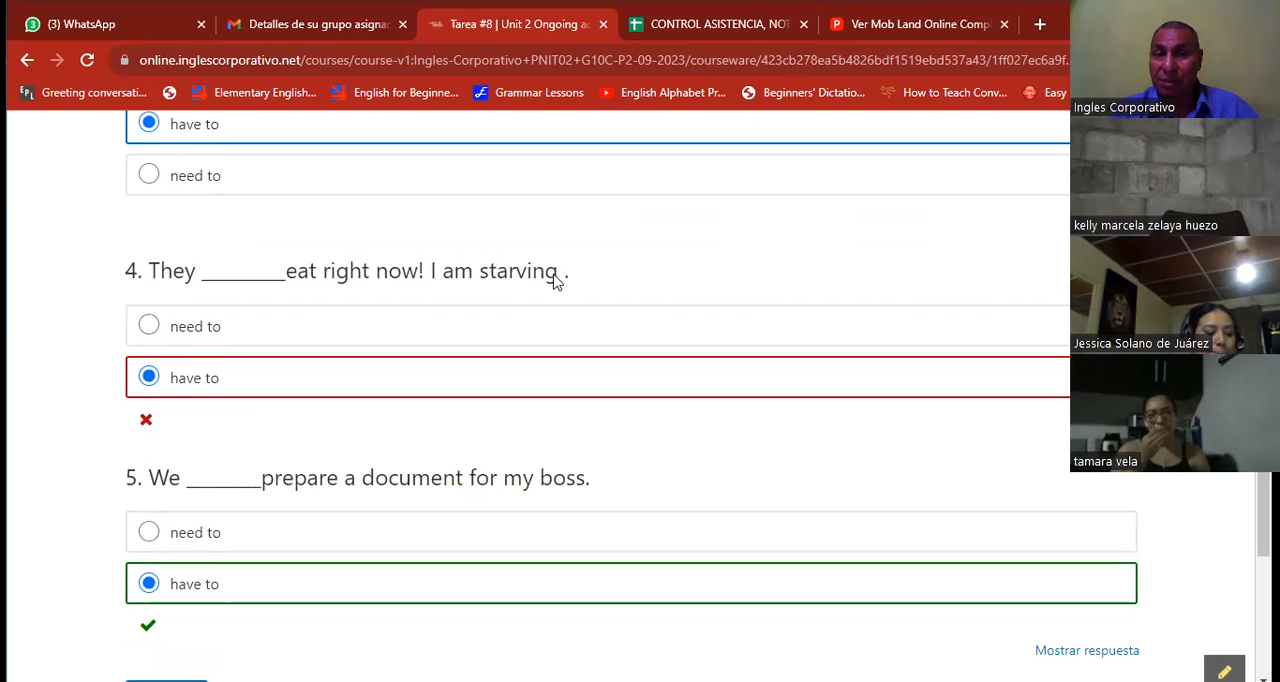 (3) WhatsApp
Detalles de su grupo asigna
Tarea #8 | Unit 2 Ongoing ac
CONTROL ASISTENCIA, NOT
Ver Mob Land Online Comp
online.inglescorporativo.net/courses/course-v1:Ingles-Corporativo+PNIT02+G10C-P2-09-2023/courseware/423cb278ea5b4826bdf1519ebd537a43/1ff027ec6a9f.
Greeting conversati...
Elementary English...
English for Beginne...
Grammar Lessons
English Alphabet Pr...
Beginners' Dictatio...
How to Teach Conv...
Easy
Ingles Corporativo
kelly marcela zelaya huezo
Jessica Solano de Juárez
tamara vela
have to
need to
4. They _________eat right now! I am starving .
need to
have to
5. We ________prepare a document for my boss.
need to
have to
Mostrar respuesta